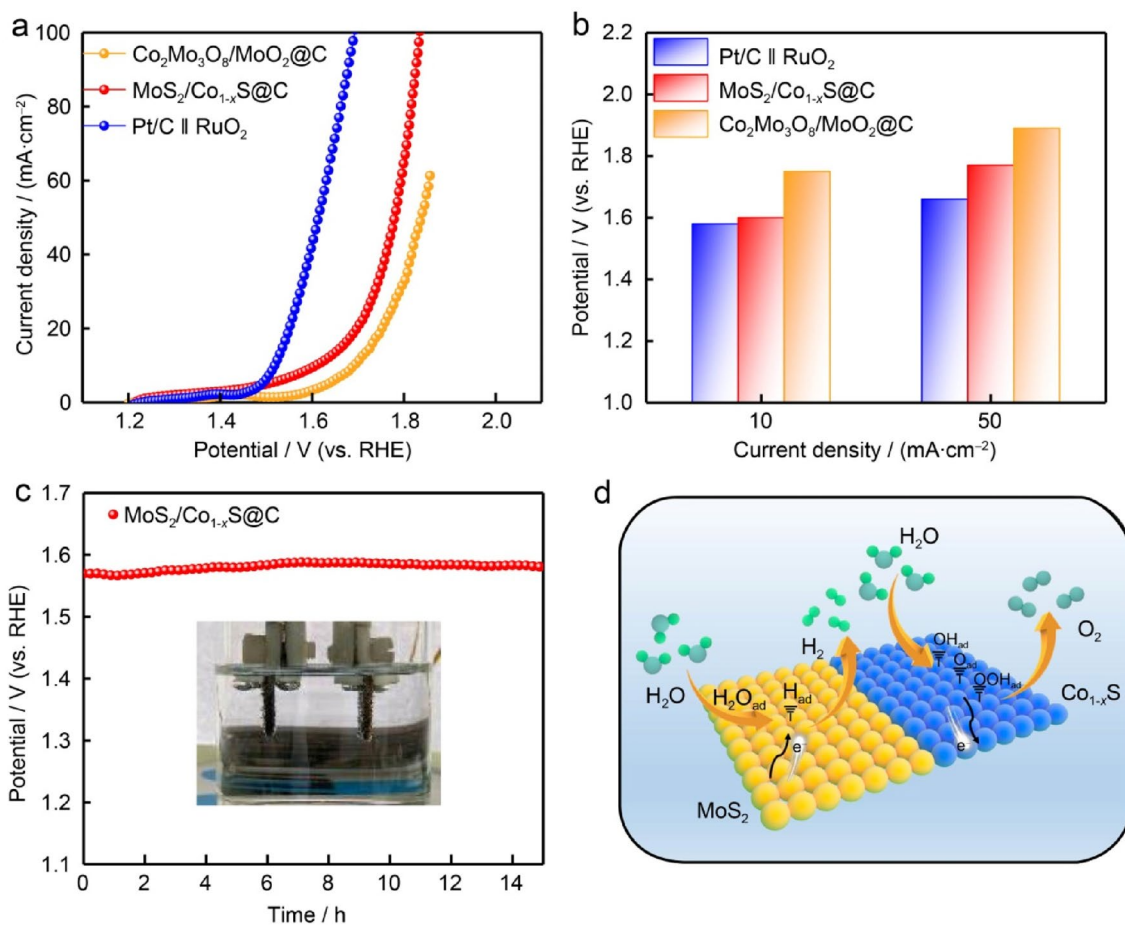 a
100
80
60
40
20
0
Current density / (mA·cm⁻²)
Co₂Mo₃O₈/MoO₂@C
MoS₂/Co₁₋ₓS@C
Pt/C ‖ RuO₂
1.2 1.4 1.6 1.8 2.0
Potential / V (vs. RHE)
b
2.2
2.0
1.8
1.6
1.4
1.2
1.0
Potential / V (vs. RHE)
Pt/C ‖ RuO₂
MoS₂/Co₁₋ₓS@C
Co₂Mo₃O₈/MoO₂@C
10 50
Current density / (mA·cm⁻²)
c
1.7
1.6
1.5
1.4
1.3
1.2
1.1
Potential / V (vs. RHE)
MoS₂/Co₁₋ₓS@C
0 2 4 6 8 10 12 14
Time / h
d
H₂O
H₂O
H₂
O₂
OH_ad
O_ad
OOH_ad
H₂O_ad
H_ad
Co₁₋ₓS
e
e
MoS₂